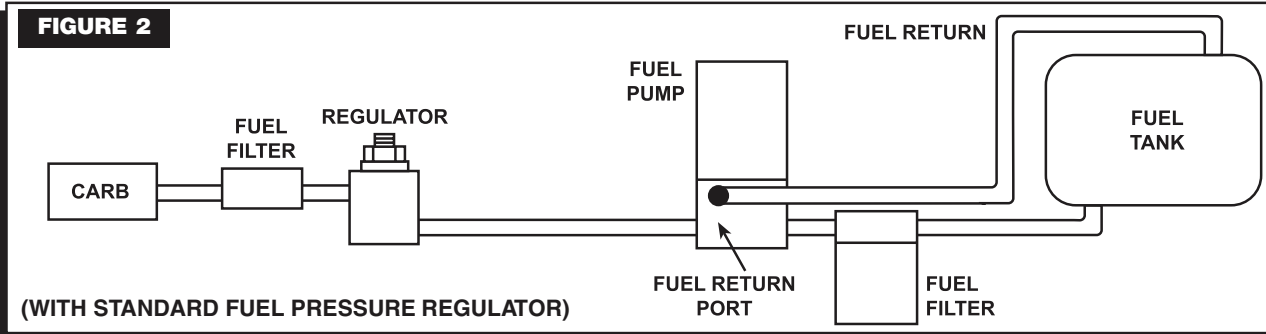 FIGURE 2
FUEL RETURN
FUEL
PUMP
FUEL
TANK
REGULATOR
FUEL
FILTER
CARB
FUEL RETURN
PORT
FUEL
FILTER
(WITH STANDARD FUEL PRESSURE REGULATOR)